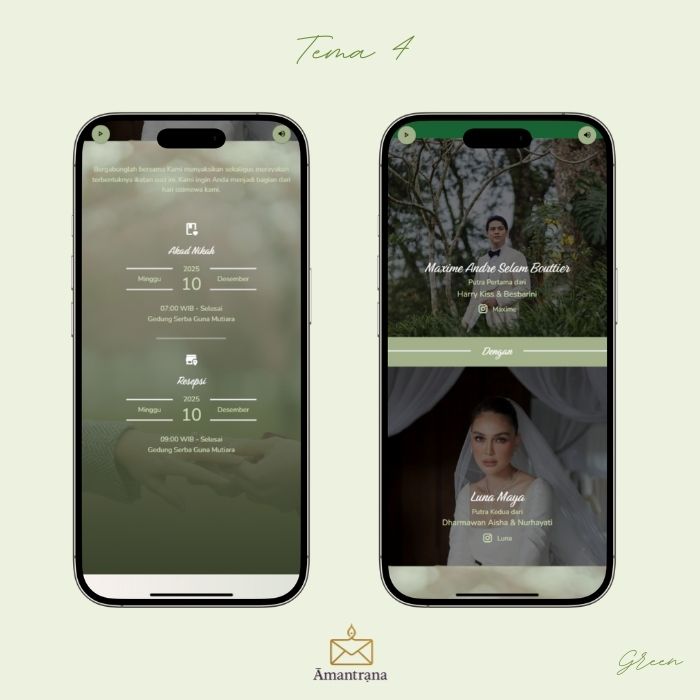 Tema 4
Bergabunglah bersama Kami menyaksikan sekaligus merayakan
terbentuknya ikatan suci ini. Kami ingin Anda menjadi bagian dari
hari istimewa kami.
Akad Nikah
2025
Minggu 10 Desember
07:00 WIB - Selesai
Gedung Serba Guna Mutiara
Resepsi
2025
Minggu 10 Desember
09:00 WIB - Selesai
Gedung Serba Guna Mutiara
Maxime Andre Selam Bouttier
Putra Pertama dari
Harry Kiss & Besbarini
Maxime
Dengan
Luna Maya
Putra Kedua dari
Dharmawan Aisha & Nurhayati
Luna
Āmantraṇa
Green